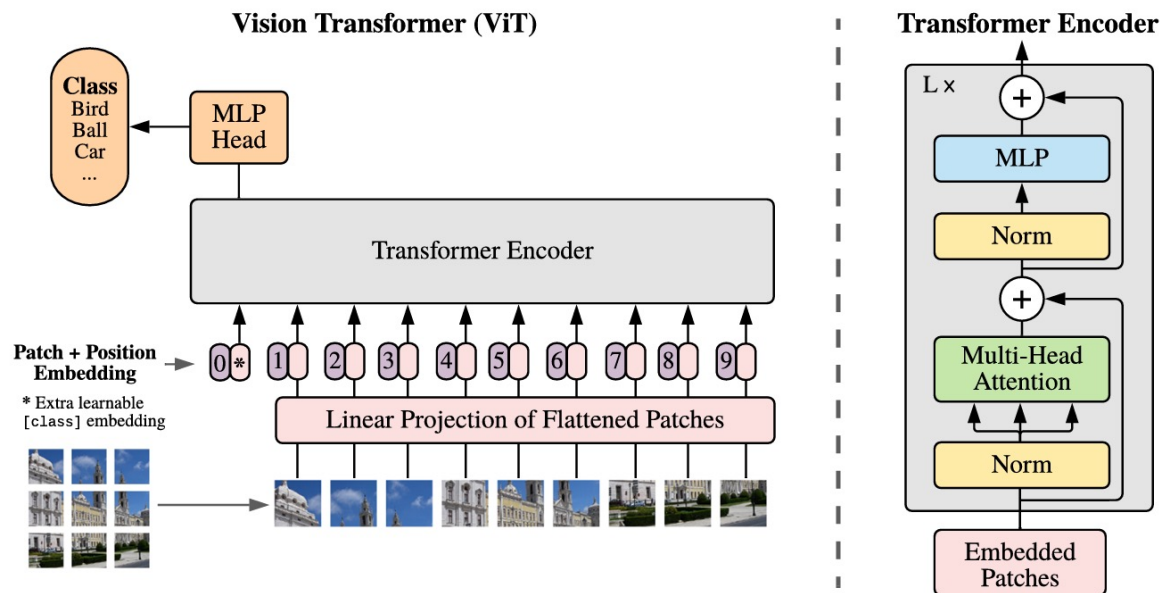 Vision Transformer (ViT)
Class
Bird
Ball
Car
...
MLP
Head
Transformer Encoder
Patch + Position
Embedding
0 * 1 2 3 4 5 6 7 8 9
* Extra learnable
[class] embedding
Linear Projection of Flattened Patches
Transformer Encoder
L ×
+
MLP
Norm
+
Multi-Head
Attention
Norm
Embedded
Patches